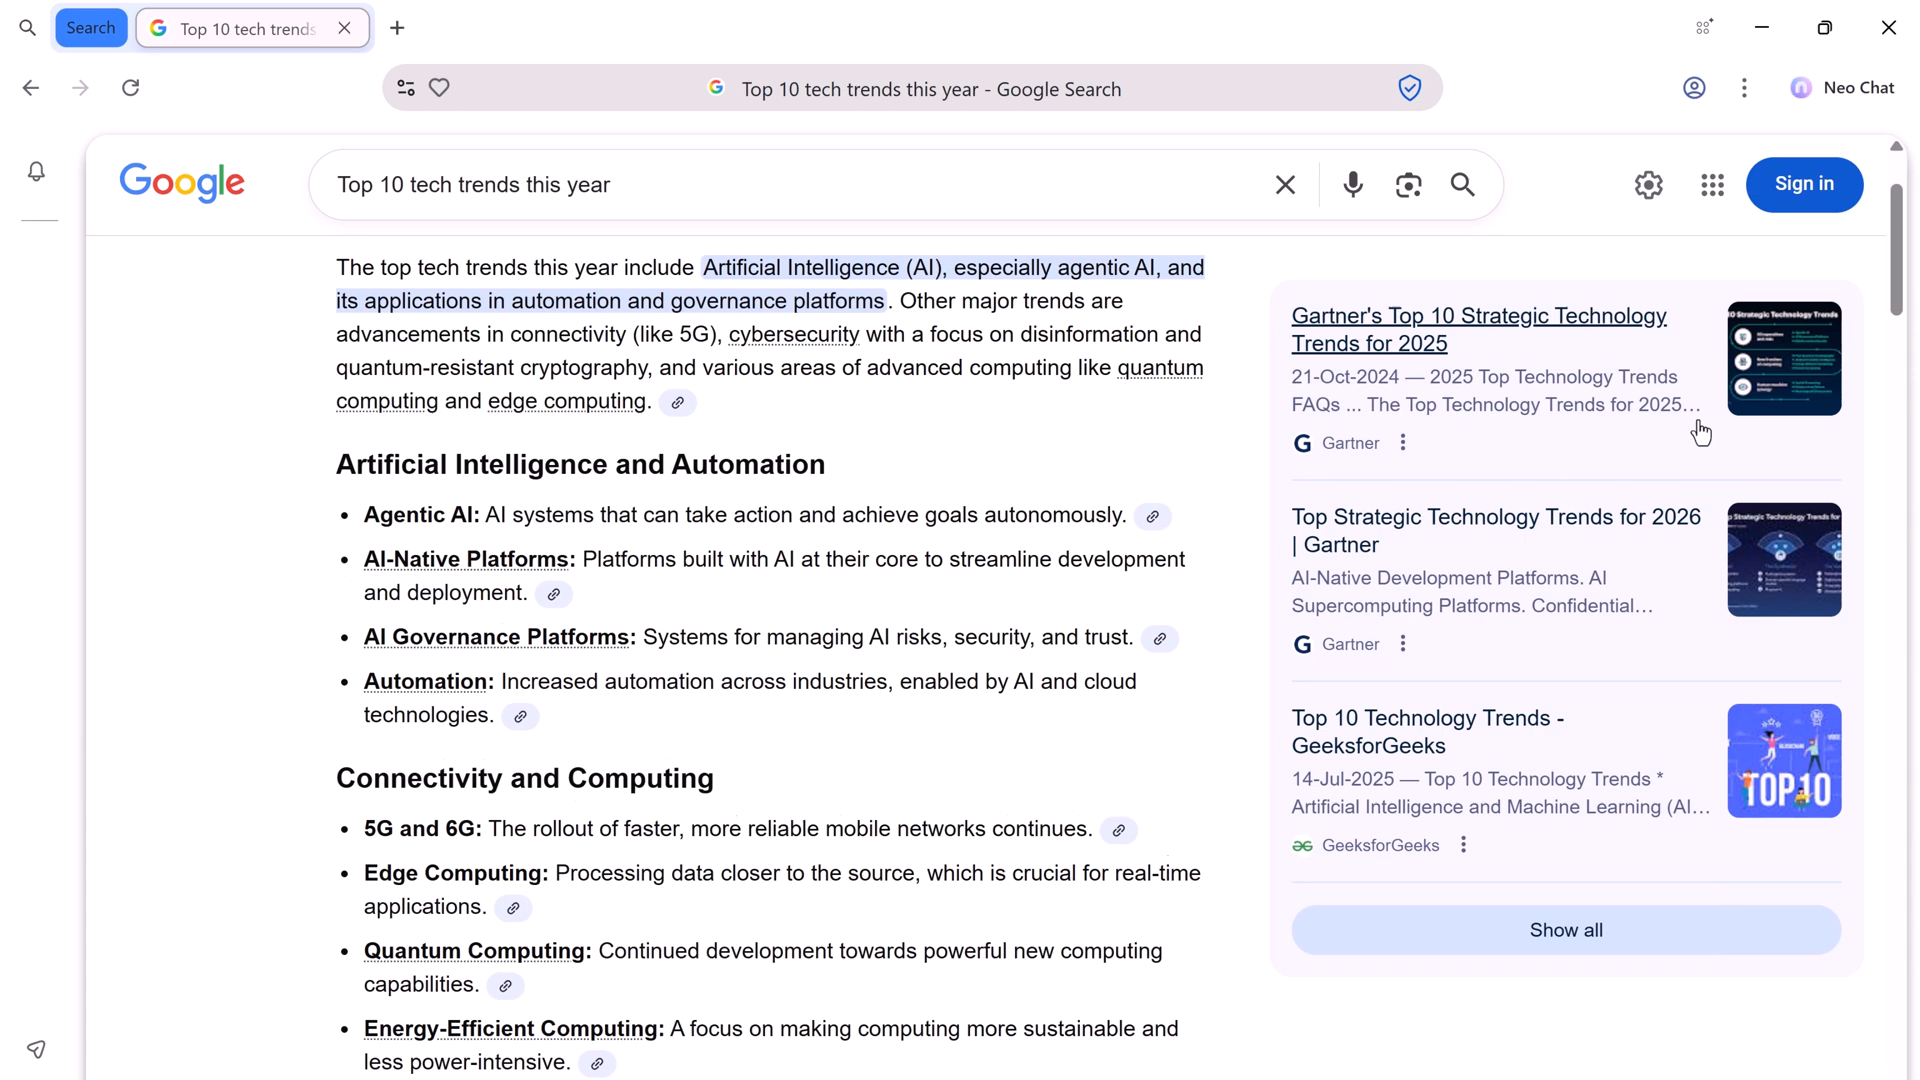 Search
Top 10 tech trends
Top 10 tech trends this year - Google Search
Neo Chat
Google
Top 10 tech trends this year
Sign in
The top tech trends this year include Artificial Intelligence (AI), especially agentic AI, and
its applications in automation and governance platforms. Other major trends are
advancements in connectivity (like 5G), cybersecurity with a focus on disinformation and
quantum-resistant cryptography, and various areas of advanced computing like quantum
computing and edge computing.
Artificial Intelligence and Automation
• Agentic AI: AI systems that can take action and achieve goals autonomously.
• AI-Native Platforms: Platforms built with AI at their core to streamline development
and deployment.
• AI Governance Platforms: Systems for managing AI risks, security, and trust.
• Automation: Increased automation across industries, enabled by AI and cloud
technologies.
Connectivity and Computing
• 5G and 6G: The rollout of faster, more reliable mobile networks continues.
• Edge Computing: Processing data closer to the source, which is crucial for real-time
applications.
• Quantum Computing: Continued development towards powerful new computing
capabilities.
• Energy-Efficient Computing: A focus on making computing more sustainable and
less power-intensive.
Gartner's Top 10 Strategic Technology
Trends for 2025
21-Oct-2024 — 2025 Top Technology Trends
FAQs ... The Top Technology Trends for 2025...
G Gartner
0 Strategic Technology Trends
Top Strategic Technology Trends for 2026
| Gartner
AI-Native Development Platforms. AI
Supercomputing Platforms. Confidential...
G Gartner
p Strategic Technology Trends for
Top 10 Technology Trends -
GeeksforGeeks
14-Jul-2025 — Top 10 Technology Trends *
Artificial Intelligence and Machine Learning (AI...
GeeksforGeeks
TOP 10
Show all